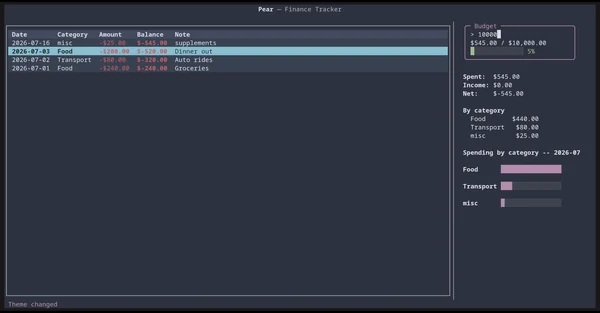 Pear — Finance Tracker
Date Category Amount Balance Note
2026-07-16 misc -$25.00 $-545.00 supplements
2026-07-03 Food -$200.00 $-520.00 Dinner out
2026-07-02 Transport -$80.00 $-320.00 Auto rides
2026-07-01 Food -$240.00 $-240.00 Groceries
Budget
> 10000
$545.00 / $10,000.00
5%
Spent: $545.00
Income: $0.00
Net: $-545.00
By category
Food $440.00
Transport $80.00
misc $25.00
Spending by category -- 2026-07
Food
Transport
misc
Theme changed